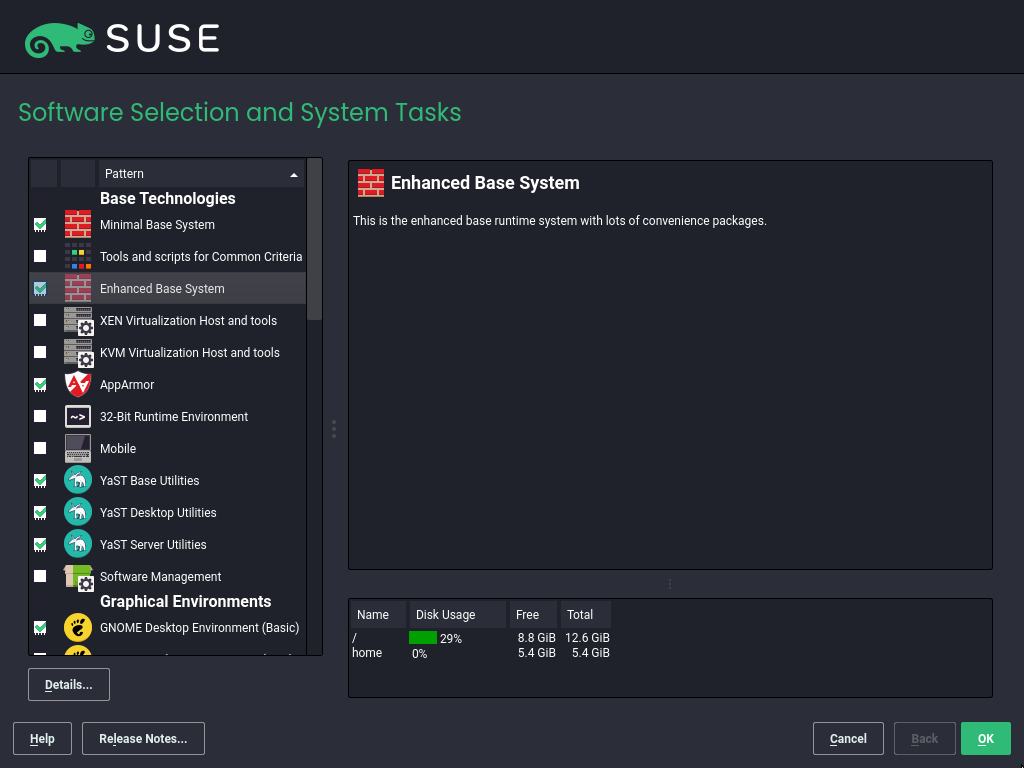 SUSE
Software Selection and System Tasks
Pattern
Base Technologies
Minimal Base System
Tools and scripts for Common Criteria
Enhanced Base System
XEN Virtualization Host and tools
KVM Virtualization Host and tools
AppArmor
~> 32-Bit Runtime Environment
Mobile
YaST Base Utilities
YaST Desktop Utilities
YaST Server Utilities
Software Management
Graphical Environments
GNOME Desktop Environment (Basic)
Details...
Enhanced Base System
This is the enhanced base runtime system with lots of convenience packages.
Name Disk Usage Free Total
/ 29% 8.8 GiB 12.6 GiB
home 0% 5.4 GiB 5.4 GiB
Help Release Notes... Cancel Back OK